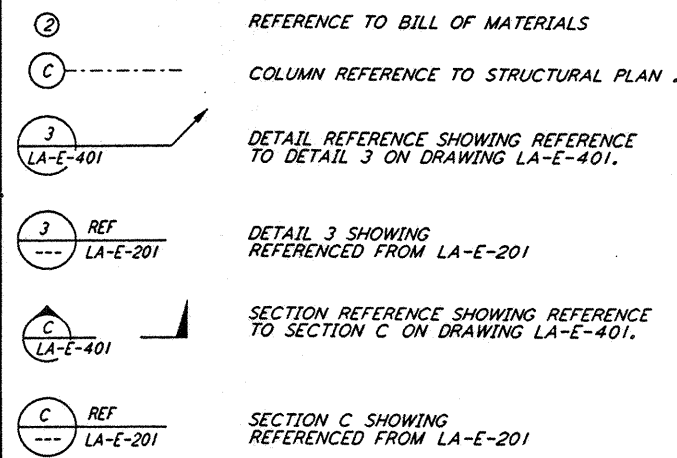 2 REFERENCE TO BILL OF MATERIALS
C COLUMN REFERENCE TO STRUCTURAL PLAN .
3 DETAIL REFERENCE SHOWING REFERENCE
LA-E-401 TO DETAIL 3 ON DRAWING LA-E-401.
3 REF DETAIL 3 SHOWING
--- LA-E-201 REFERENCED FROM LA-E-201
C SECTION REFERENCE SHOWING REFERENCE
LA-E-401 TO SECTION C ON DRAWING LA-E-401.
C REF SECTION C SHOWING
--- LA-E-201 REFERENCED FROM LA-E-201